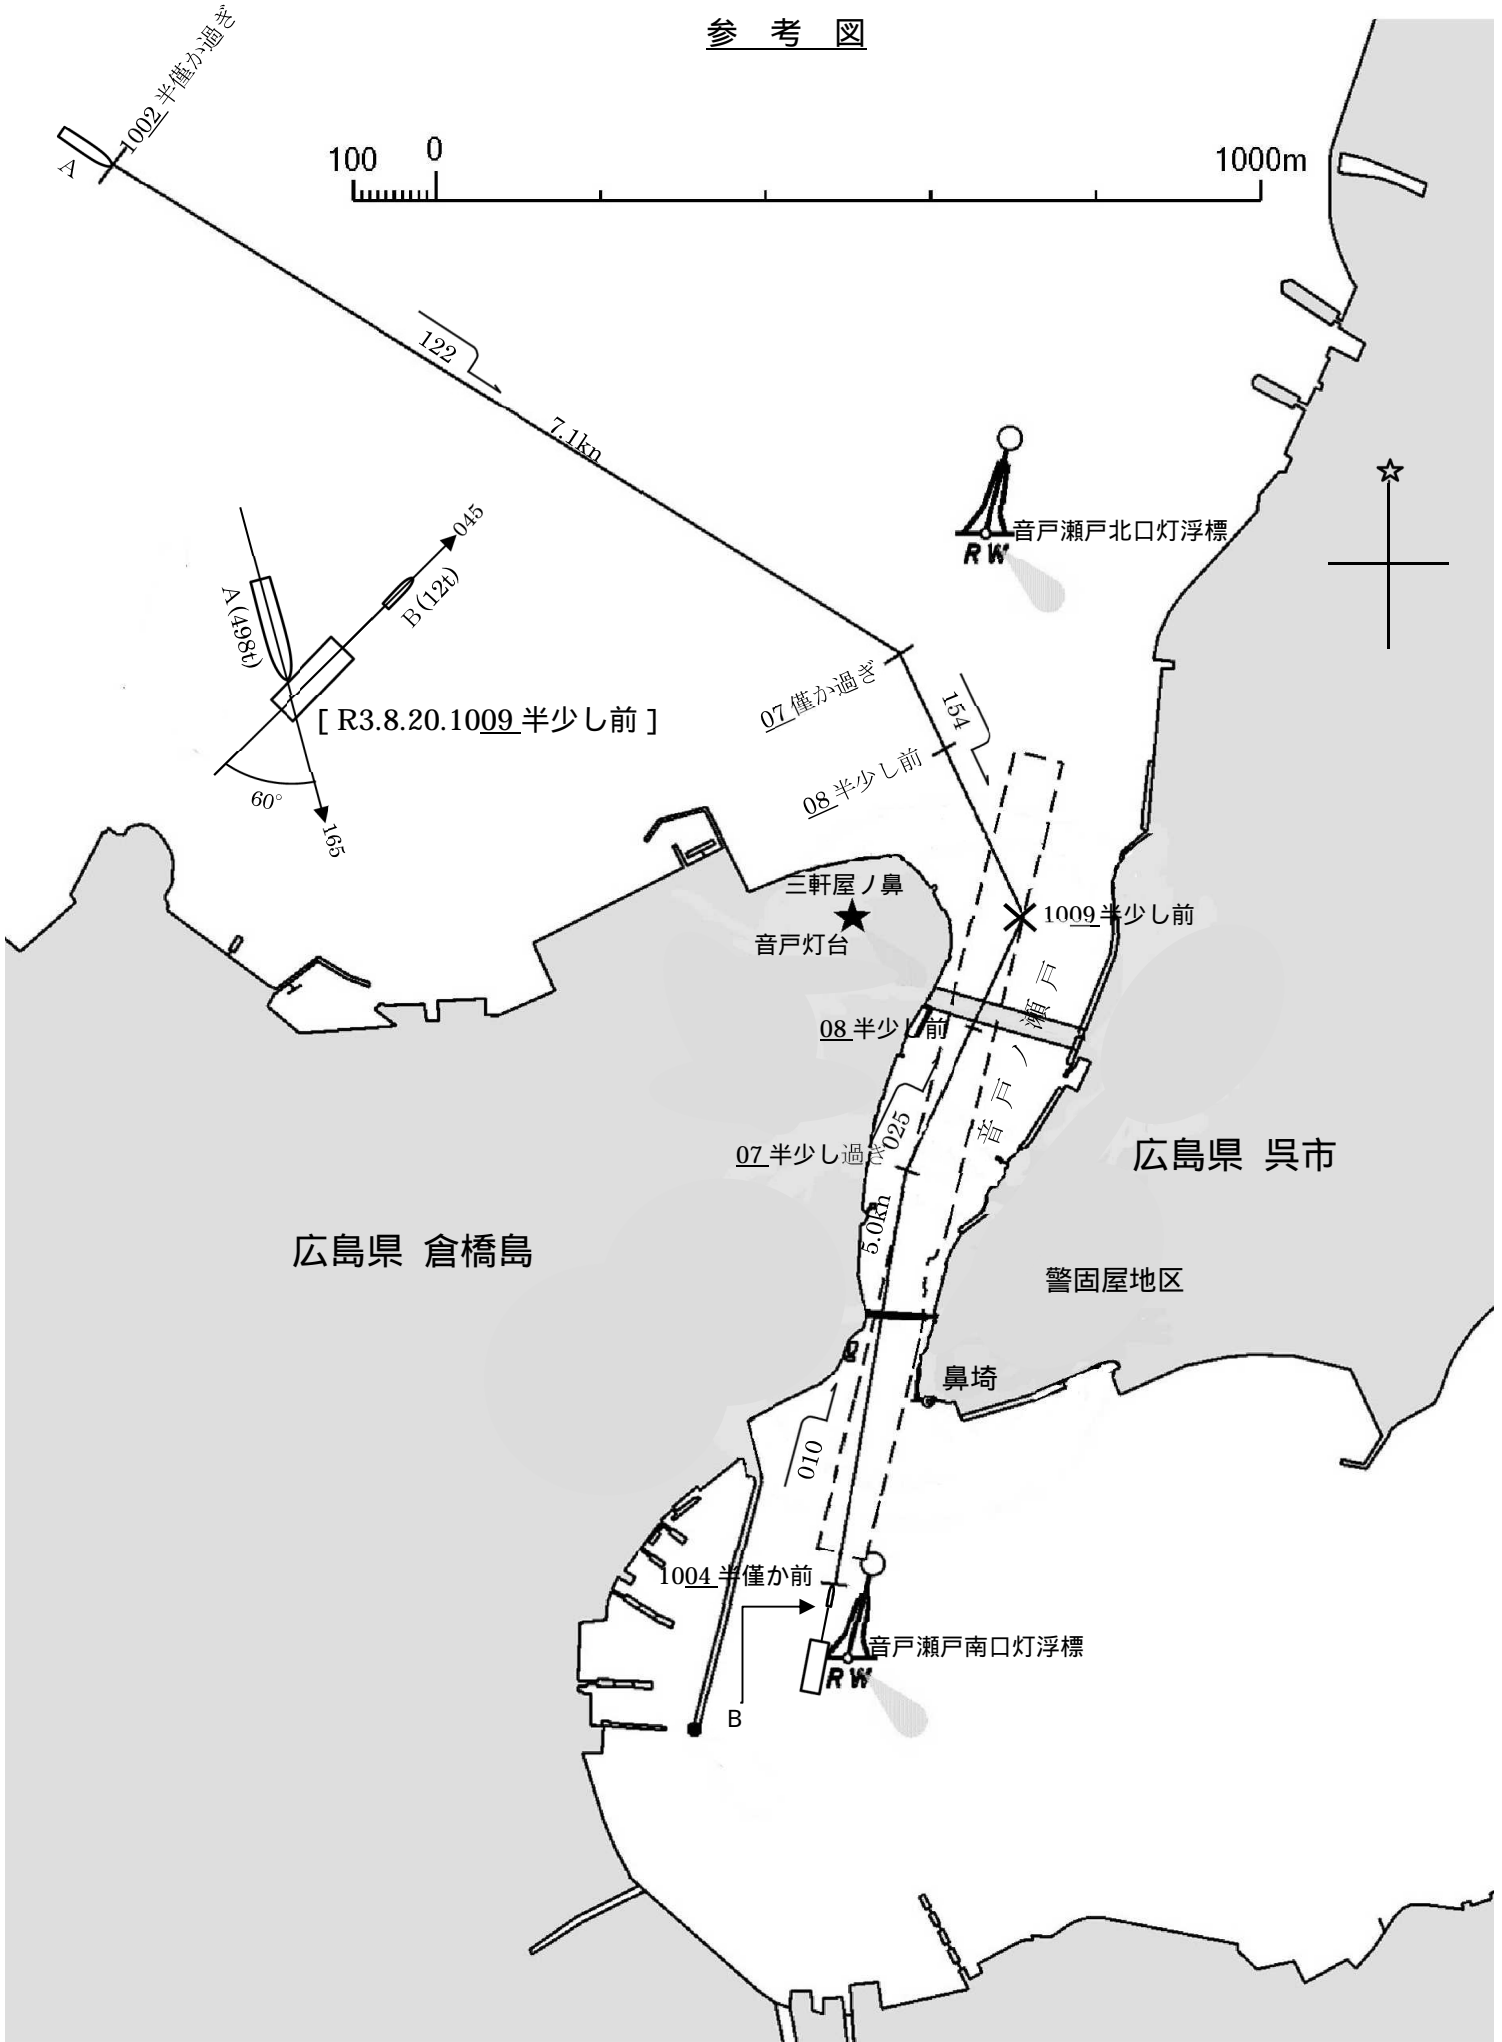 参 考 図
1002 半僅か過ぎ
A
100
0
1000m
122
7.1kn
音戸瀬戸北口灯浮標
R W
045
B (12t)
A (498t)
[ R3.8.20.1009 半少し前 ]
60°
165
07 僅か過ぎ
154
08 半少し前
三軒屋ノ鼻
音戸灯台
1009 半少し前
音戸ノ瀬戸
08 半少し前
025
07 半少し過ぎ
広島県 呉市
5.0kn
広島県 倉橋島
警固屋地区
鼻埼
010
1004 半僅か前
音戸瀬戸南口灯浮標
R W
B